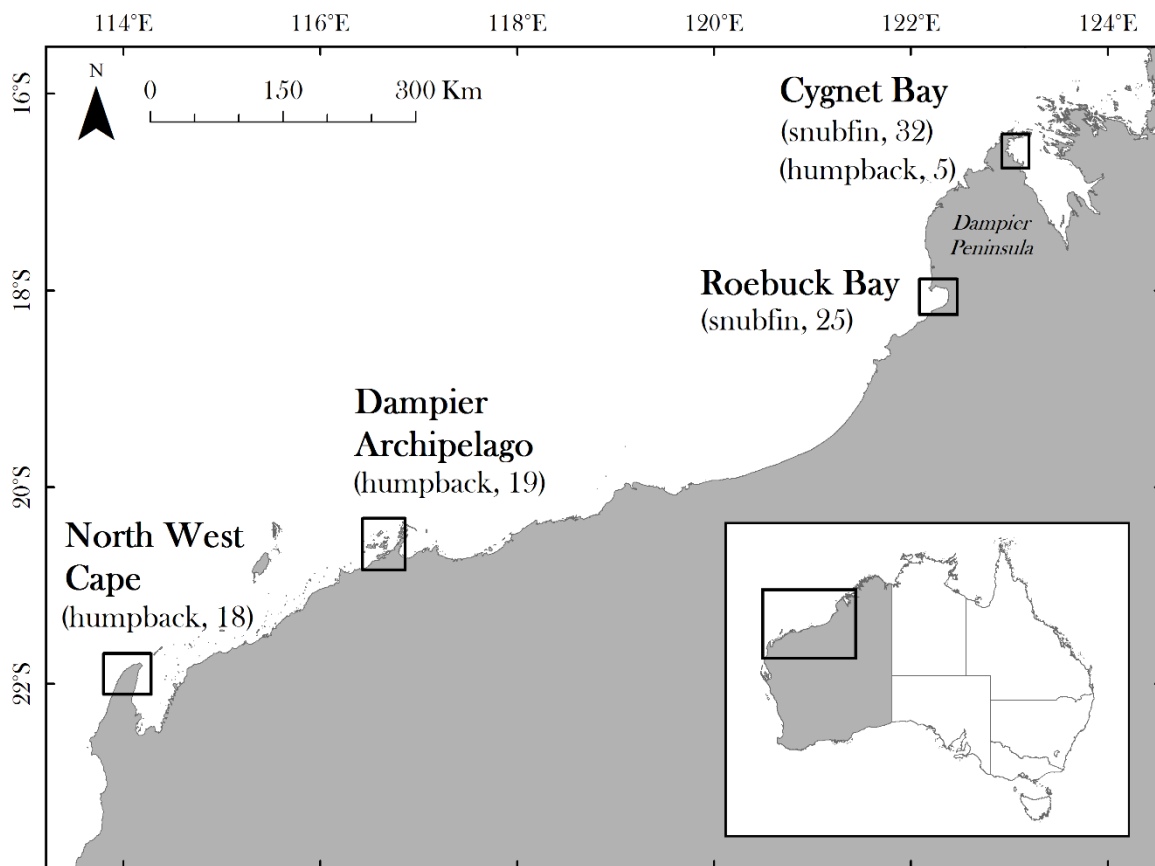 114°E 116°E 118°E 120°E 122°E 124°E
N
0 150 300 Km
16°S
18°S
20°S
22°S
Cygnet Bay
(snubfin, 32)
(humpback, 5)
Dampier
Peninsula
Roebuck Bay
(snubfin, 25)
Dampier
Archipelago
(humpback, 19)
North West
Cape
(humpback, 18)